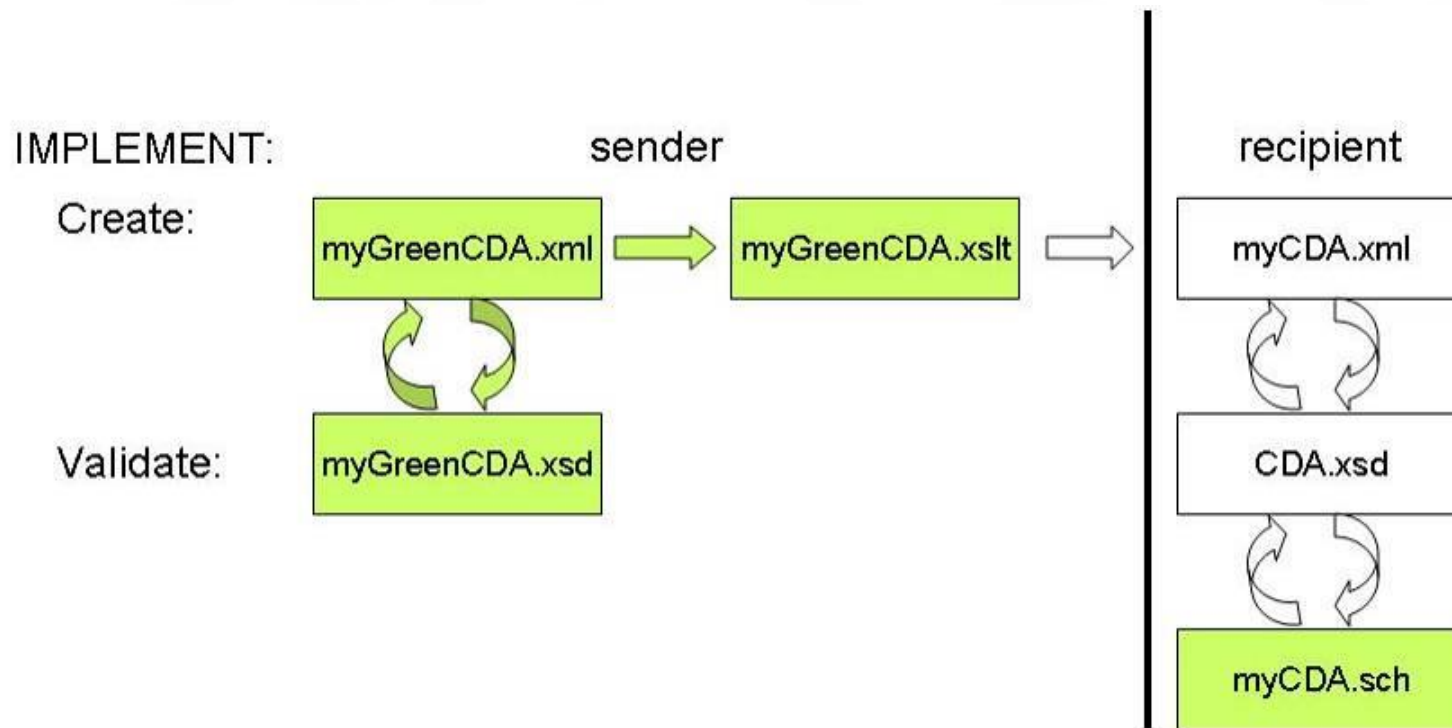 IMPLEMENT: sender recipient
Create: myGreenCDA.xml myGreenCDA.xslt myCDA.xml
Validate: myGreenCDA.xsd CDA.xsd
myCDA.sch